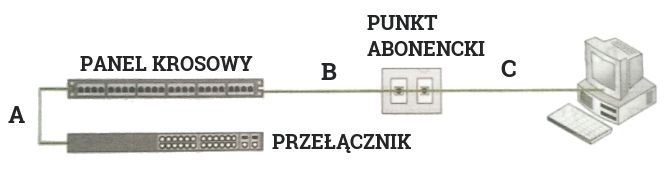 PUNKT
ABONENCKI
PANEL KROSOWY
B
C
A
PRZEŁĄCZNIK